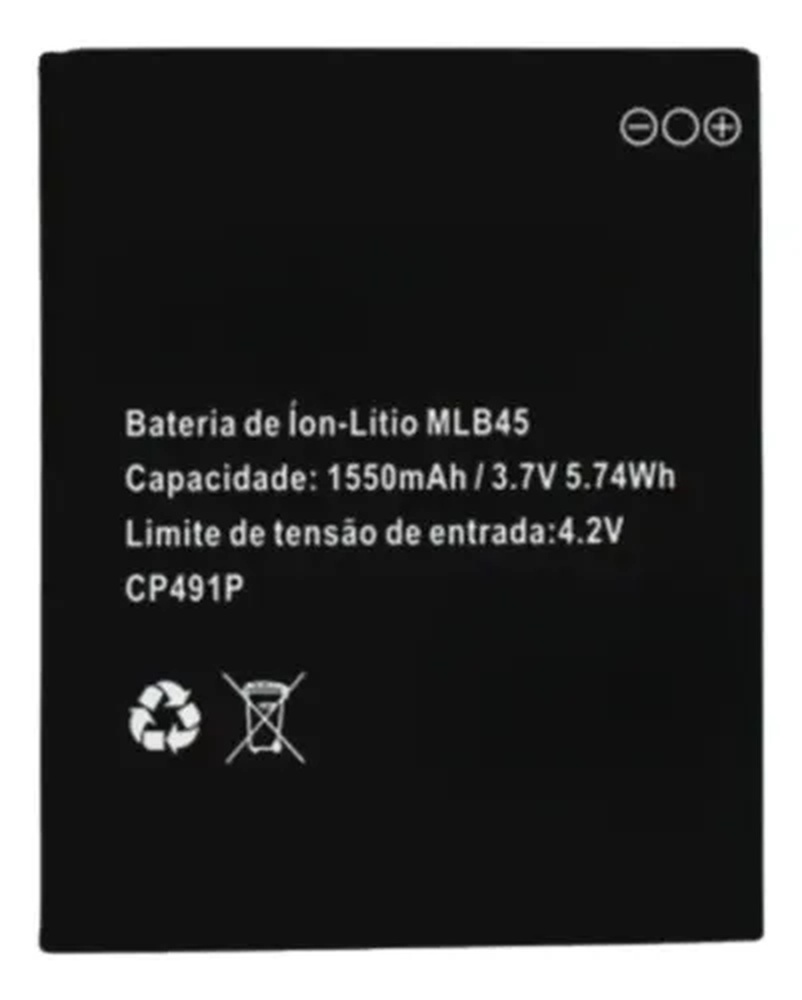 Bateria de Íon-Litio MLB45
Capacidade: 1550mAh / 3.7V 5.74Wh
Limite de tensão de entrada:4.2V
CP491P